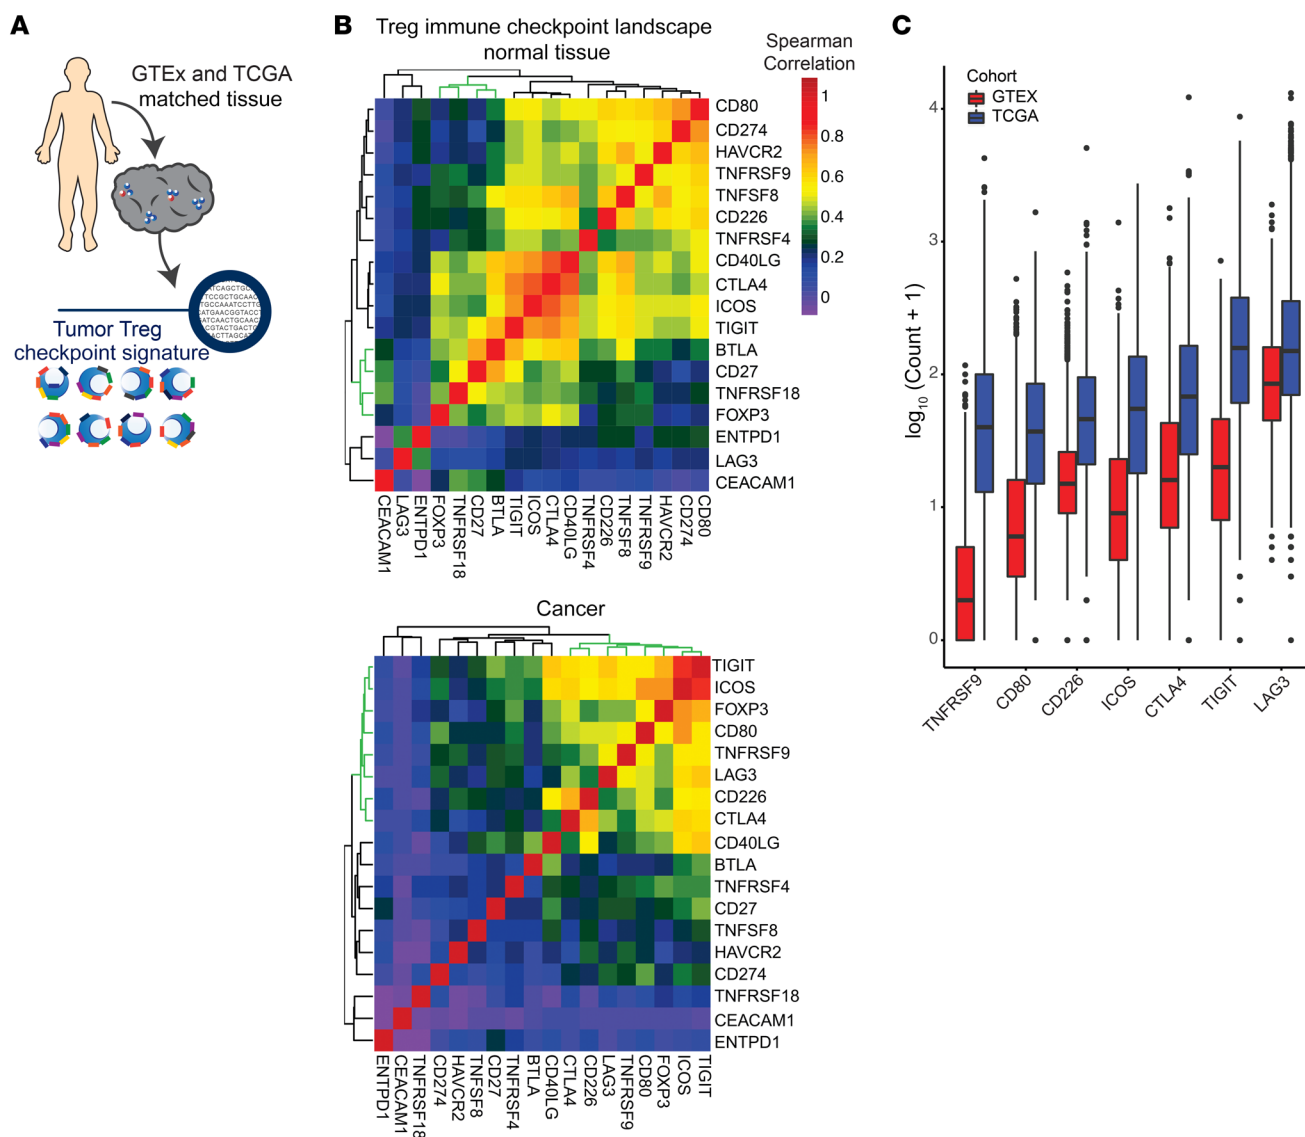 A
GTEx and TCGA
matched tissue
ATCAGCTGC
TTCCGCTGCAAC
TGCCAAATCCTTG
CATGAACGGTACCT
GATCAACTGCAAC
Tumor Treg
checkpoint signature
B
Treg immune checkpoint landscape
normal tissue
Spearman
Correlation
1
0.8
0.6
0.4
0.2
0
CD80
CD274
HAVCR2
TNFRSF9
TNFSF8
CD226
TNFRSF4
CD40LG
CTLA4
ICOS
TIGIT
BTLA
CD27
TNFRSF18
FOXP3
ENTPD1
LAG3
CEACAM1
CEACAM1
LAG3
ENTPD1
FOXP3
TNFRSF18
CD27
BTLA
TIGIT
ICOS
CTLA4
CD40LG
TNFRSF4
CD226
TNFSF8
TNFRSF9
HAVCR2
CD274
CD80
Cancer
TIGIT
ICOS
FOXP3
CD80
TNFRSF9
LAG3
CD226
CTLA4
CD40LG
BTLA
TNFRSF4
CD27
TNFSF8
HAVCR2
CD274
TNFRSF18
CEACAM1
ENTPD1
ENTPD1
CEACAM1
TNFRSF18
CD274
HAVCR2
TNFSF8
CD27
TNFRSF4
BTLA
CD40LG
CTLA4
CD226
LAG3
TNFRSF9
CD80
FOXP3
ICOS
TIGIT
C
Cohort
GTEX
TCGA
log10 (Count + 1)
4
3
2
1
0
TNFRSF9
CD80
CD226
ICOS
CTLA4
TIGIT
LAG3